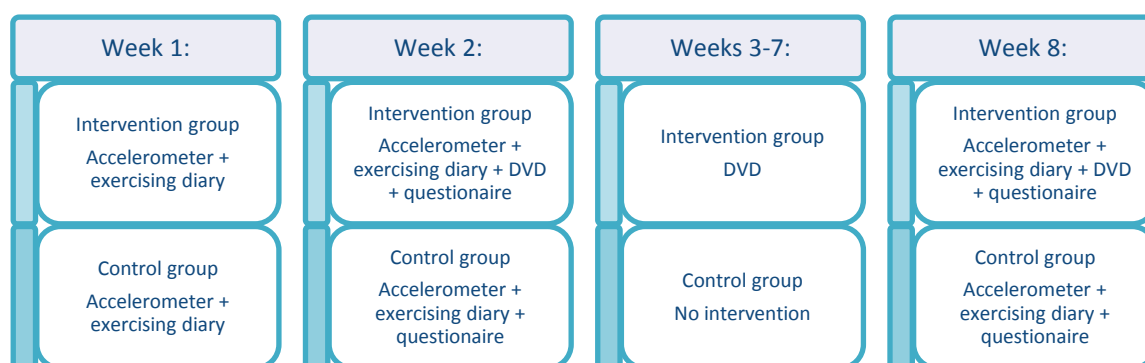 Week 1:
Intervention group
Accelerometer +
exercising diary
Control group
Accelerometer +
exercising diary
Week 2:
Intervention group
Accelerometer +
exercising diary + DVD
+ questionaire
Control group
Accelerometer +
exercising diary +
questionaire
Weeks 3-7:
Intervention group
DVD
Control group
No intervention
Week 8:
Intervention group
Accelerometer +
exercising diary + DVD
+ questionaire
Control group
Accelerometer +
exercising diary +
questionaire